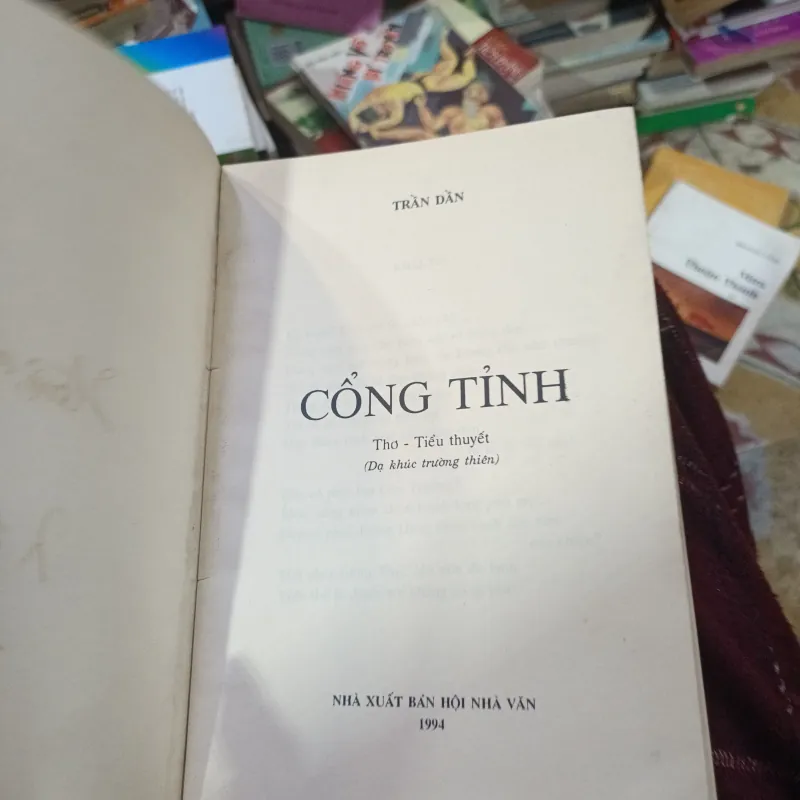 TRẦN DẦN
CỔNG TỈNH
Thơ - Tiểu thuyết
(Dạ khúc trường thiên)
NHÀ XUẤT BẢN HỘI NHÀ VĂN
1994